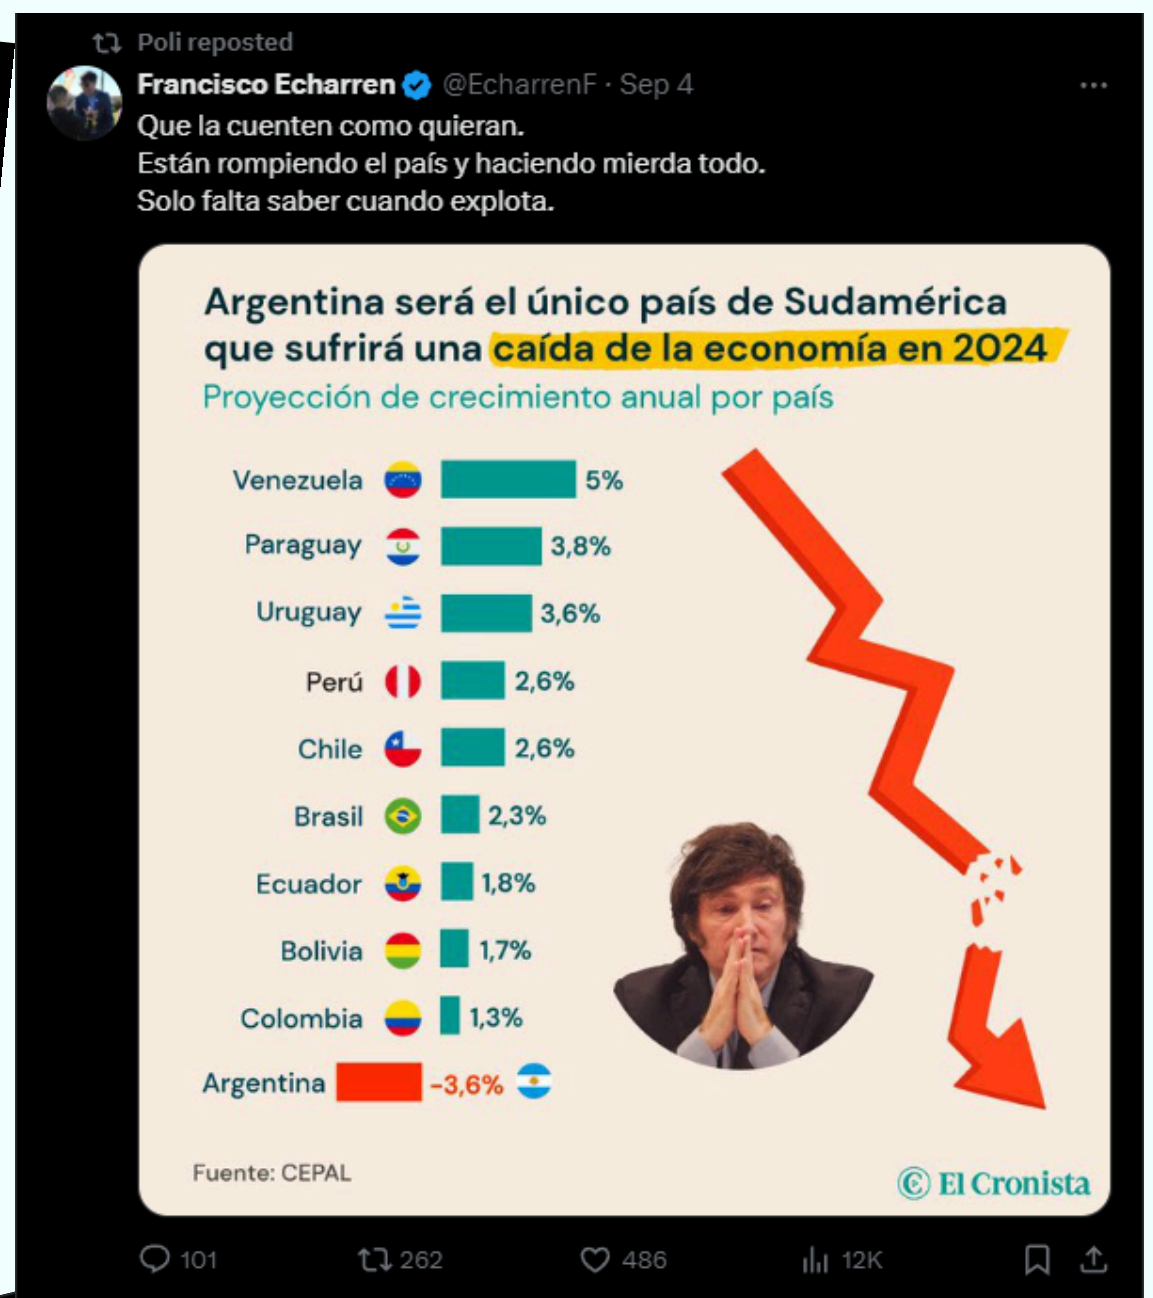 Poli reposted
Francisco Echarren @EcharrenF · Sep 4
Que la cuenten como quieran.
Están rompiendo el país y haciendo mierda todo.
Solo falta saber cuando explota.
Argentina será el único país de Sudamérica
que sufrirá una caída de la economía en 2024
Proyección de crecimiento anual por país
Venezuela 5%
Paraguay 3,8%
Uruguay 3,6%
Perú 2,6%
Chile 2,6%
Brasil 2,3%
Ecuador 1,8%
Bolivia 1,7%
Colombia 1,3%
Argentina -3,6%
Fuente: CEPAL
El Cronista
101 262 486 12K